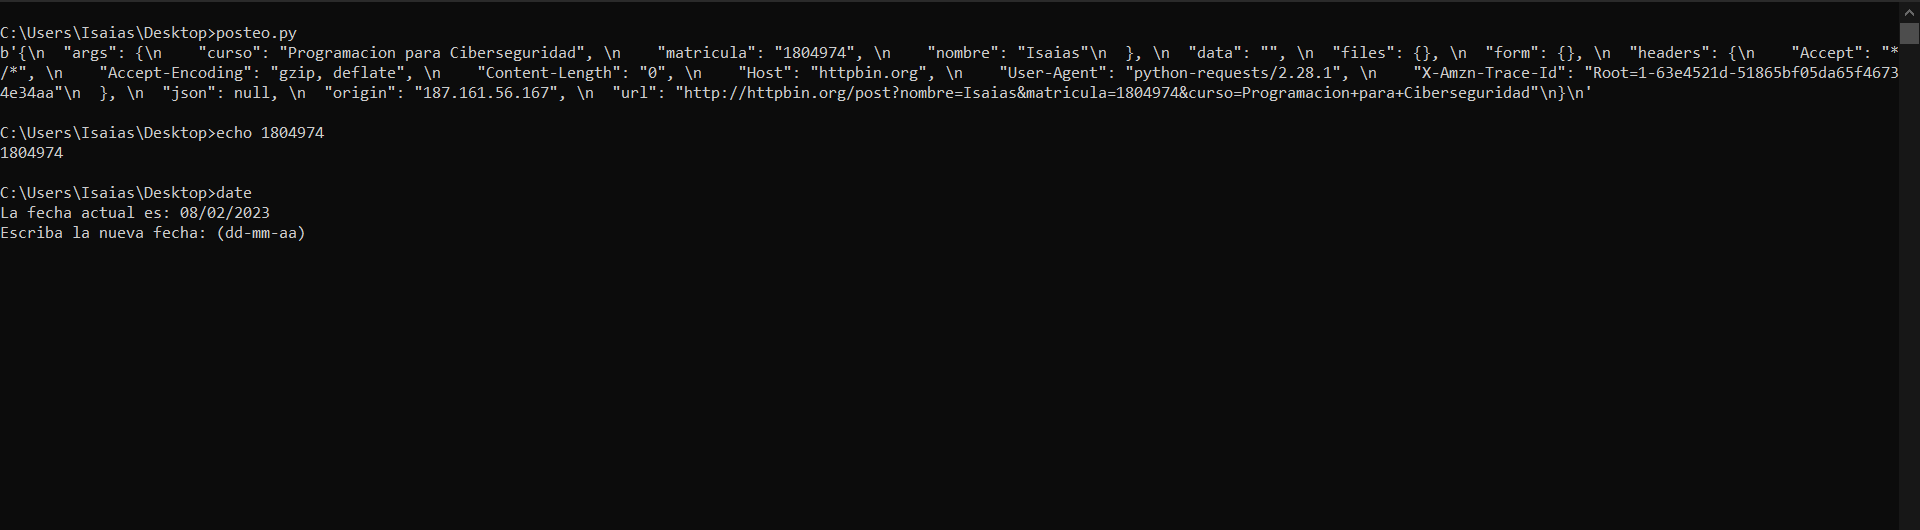 C:\Users\Isaias\Desktop>posteo.py
b'{\n  "args": {\n    "curso": "Programacion para Ciberseguridad", \n    "matricula": "1804974", \n    "nombre": "Isaias"\n  }, \n  "data": "", \n  "files": {}, \n  "form": {}, \n  "headers": {\n    "Accept": "*
/*", \n    "Accept-Encoding": "gzip, deflate", \n    "Content-Length": "0", \n    "Host": "httpbin.org", \n    "User-Agent": "python-requests/2.28.1", \n    "X-Amzn-Trace-Id": "Root=1-63e4521d-51865bf05da65f4673
4e34aa"\n  }, \n  "json": null, \n  "origin": "187.161.56.167", \n  "url": "http://httpbin.org/post?nombre=Isaias&matricula=1804974&curso=Programacion+para+Ciberseguridad"\n}\n'
C:\Users\Isaias\Desktop>echo 1804974
1804974
C:\Users\Isaias\Desktop>date
La fecha actual es: 08/02/2023
Escriba la nueva fecha: (dd-mm-aa)